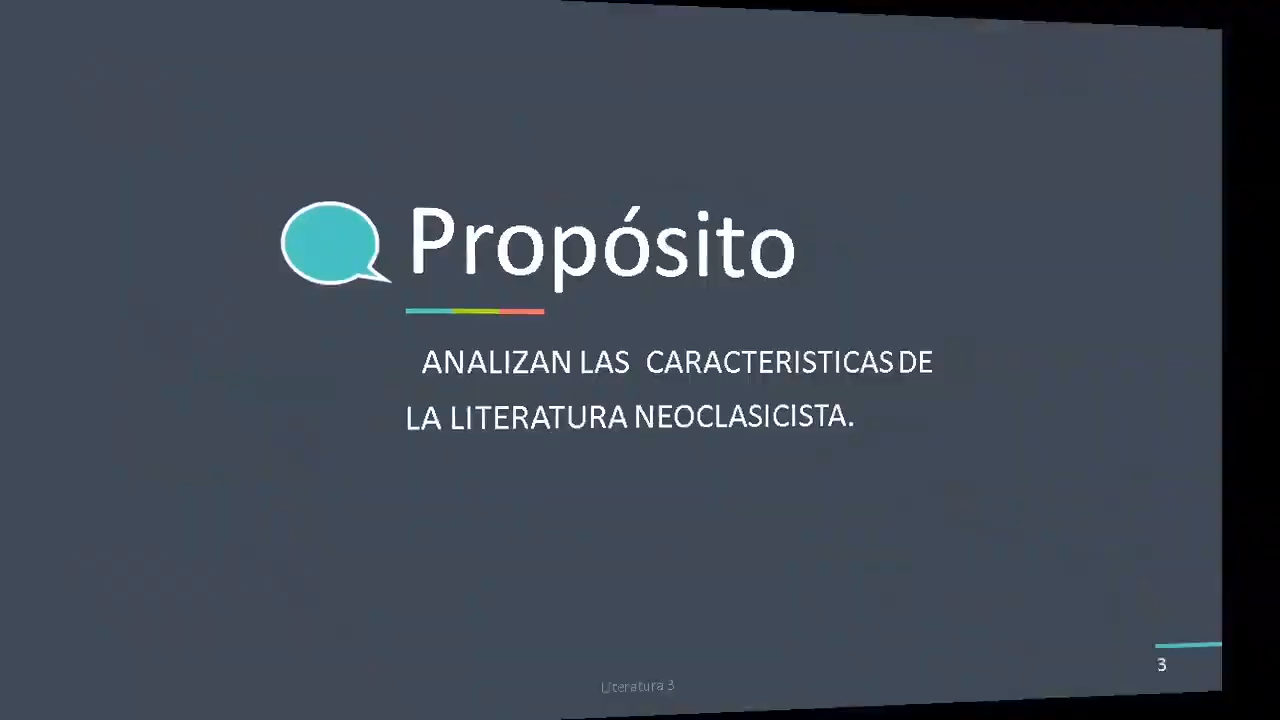 Propósito
ANALIZAN LAS CARACTERISTICAS DE
LA LITERATURA NEOCLASICISTA.
3
Literatura 3